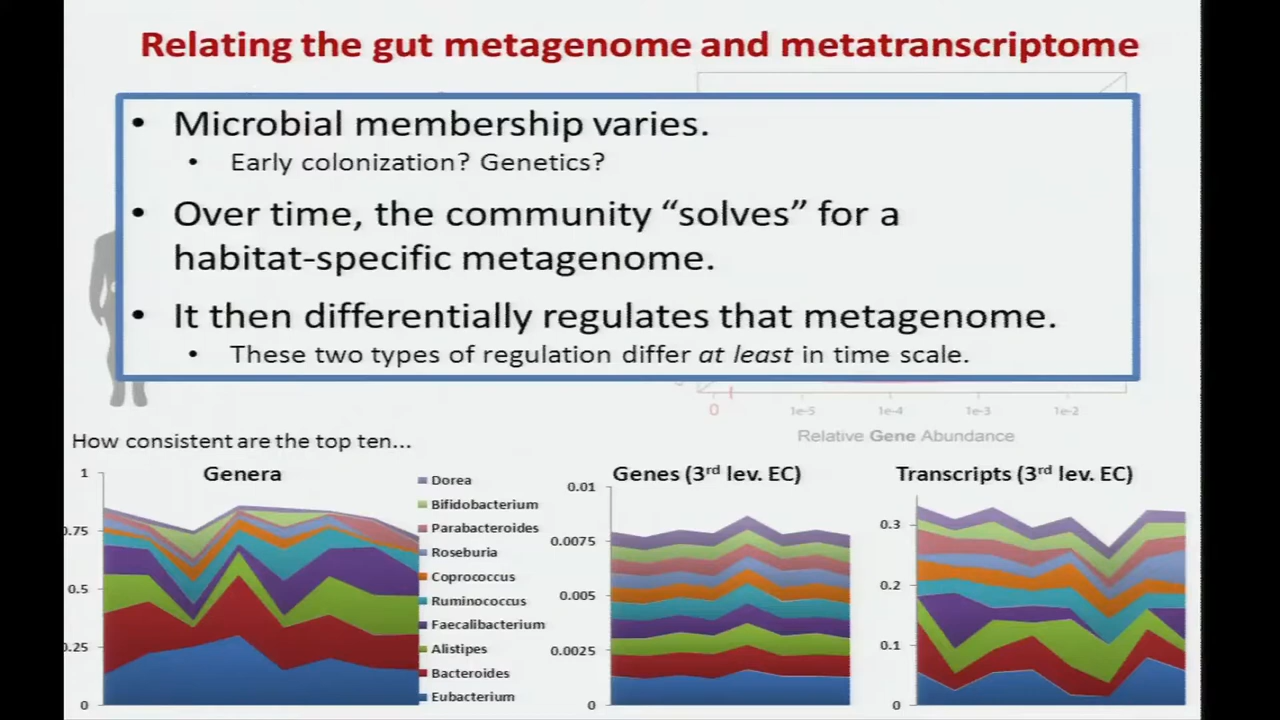 Relating the gut metagenome and metatranscriptome
• Microbial membership varies.
• Early colonization? Genetics?
• Over time, the community “solves” for a
habitat-specific metagenome.
• It then differentially regulates that metagenome.
• These two types of regulation differ at least in time scale.
0 1e-5 1e-4 1e-3 1e-2
Relative Gene Abundance
How consistent are the top ten...
Genera
1
0.75
0.5
0.25
0
Dorea
Bifidobacterium
Parabacteroides
Roseburia
Coprococcus
Ruminococcus
Faecalibacterium
Alistipes
Bacteroides
Eubacterium
Genes (3rd lev. EC)
0.01
0.0075
0.005
0.0025
0
Transcripts (3rd lev. EC)
0.3
0.2
0.1
0